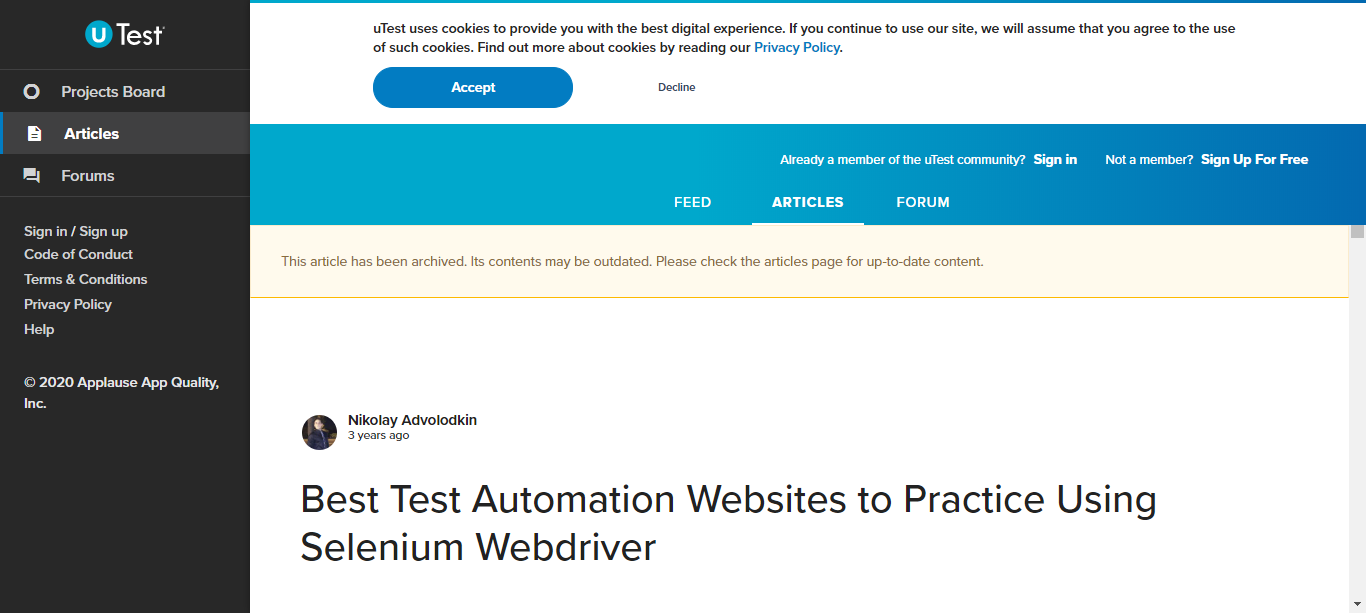 uTest
Projects Board
Articles
Forums
Sign in / Sign up
Code of Conduct
Terms & Conditions
Privacy Policy
Help
© 2020 Applause App Quality,
Inc.
uTest uses cookies to provide you with the best digital experience. If you continue to use our site, we will assume that you agree to the use
of such cookies. Find out more about cookies by reading our Privacy Policy.
Accept Decline
Already a member of the uTest community? Sign in Not a member? Sign Up For Free
FEED ARTICLES FORUM
This article has been archived. Its contents may be outdated. Please check the articles page for up-to-date content.
Nikolay Advolodkin
3 years ago
Best Test Automation Websites to Practice Using
Selenium Webdriver